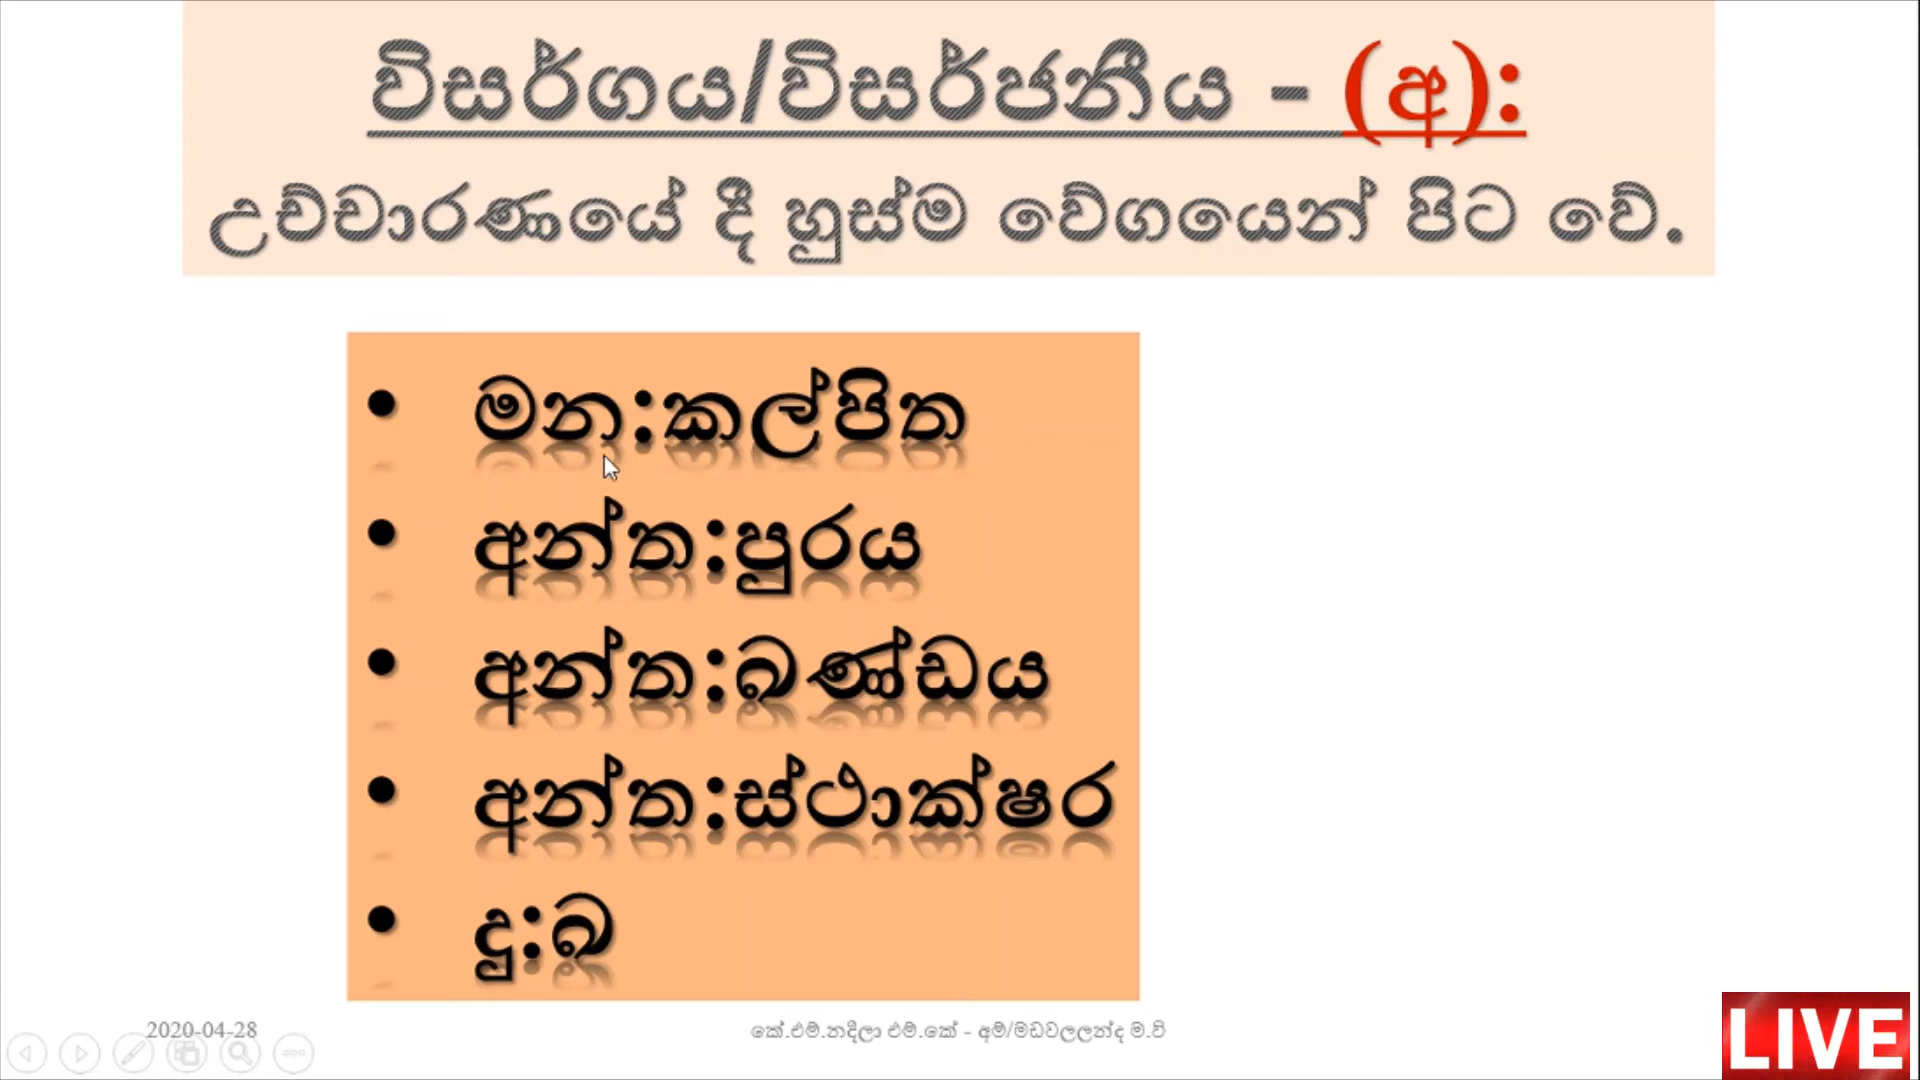 විසර්ගය/විසර්ජනීය - (අ):
උච්චාරණයේ දී හුස්ම වේගයෙන් පිට වේ.
• මන:කල්පිත
• අන්ත:පුරය
• අන්ත:ඛණ්ඩය
• අන්ත:ස්ථාක්ෂර
• දු:ඛ
2020-04-28
කේ.එම්.නදීලා එම්.කේ - අම්/මඩවලලන්ද ම.වි
LIVE